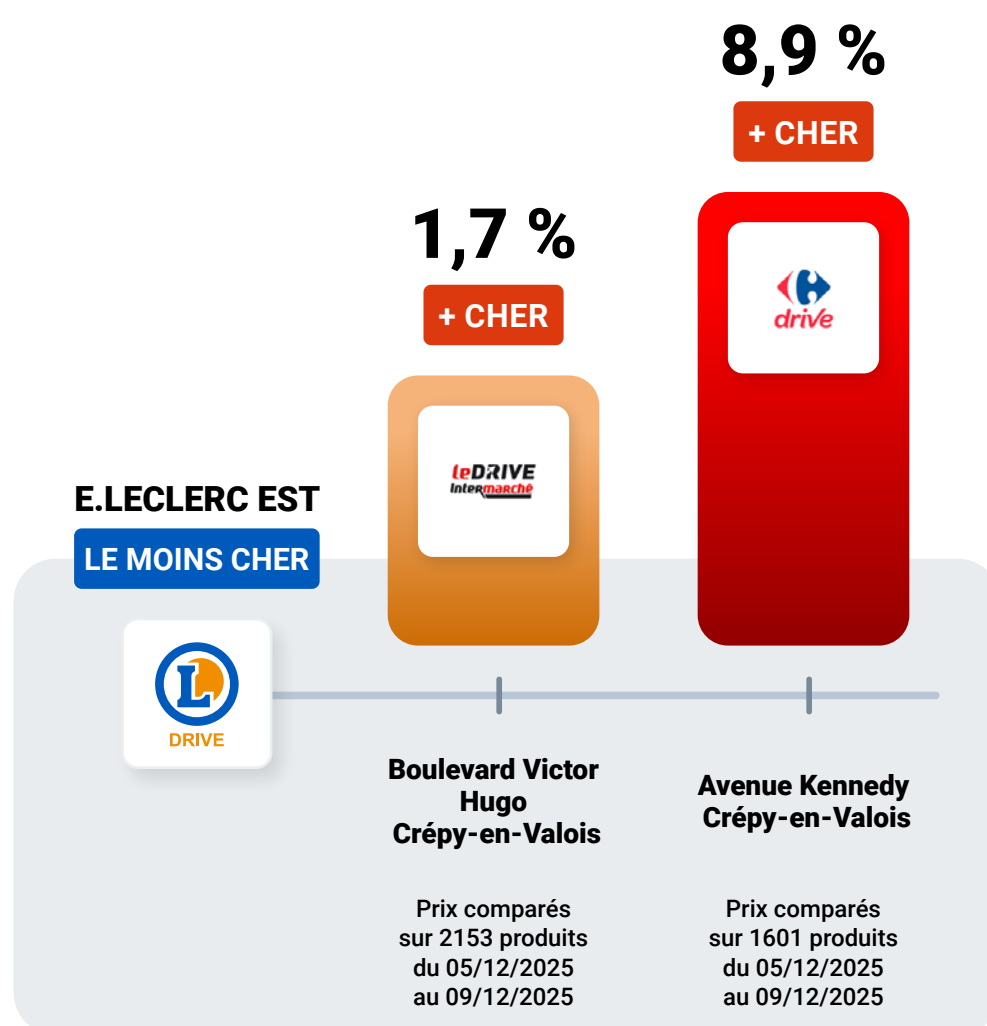 8,9 %
+ CHER
drive
1,7 %
+ CHER
leDRIVE
Intermarché
E.LECLERC EST
LE MOINS CHER
L
DRIVE
Boulevard Victor
Hugo
Crépy-en-Valois
Prix comparés
sur 2153 produits
du 05/12/2025
au 09/12/2025
Avenue Kennedy
Crépy-en-Valois
Prix comparés
sur 1601 produits
du 05/12/2025
au 09/12/2025